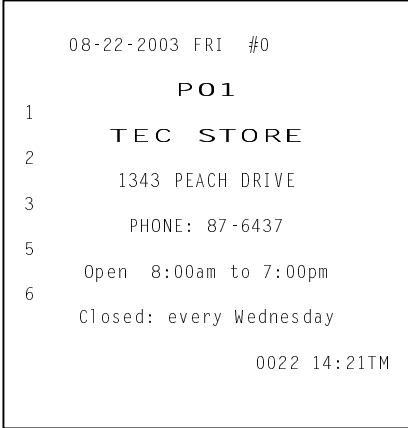 08-22-2003 FRI #0
P01
1
TEC STORE
2
1343 PEACH DRIVE
3
PHONE: 87-6437
5
Open 8:00am to 7:00pm
6
Closed: every Wednesday
0022 14:21TM